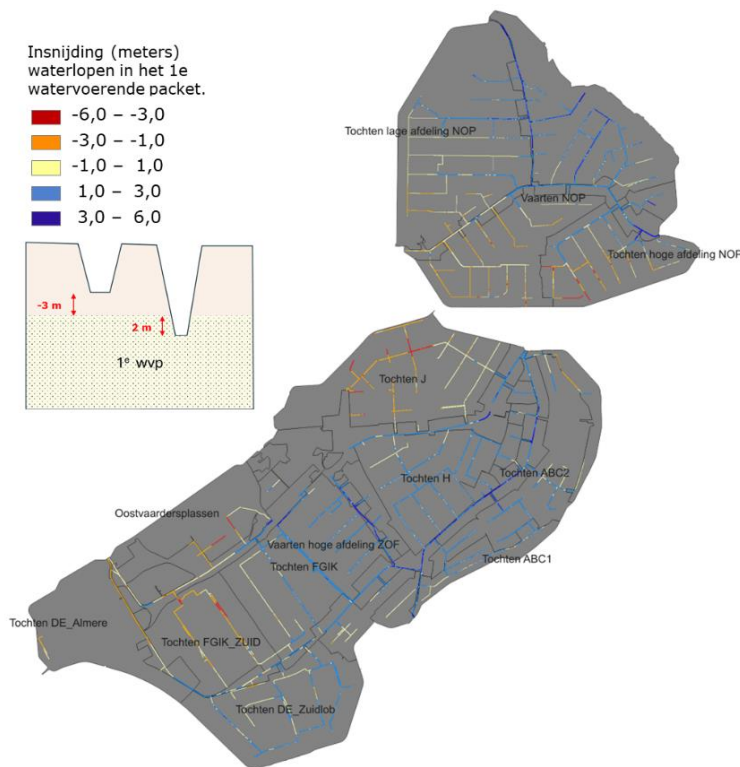 Insnijding (meters)
waterlopen in het 1e
watervoerende packet.
-6,0 – -3,0
-3,0 – -1,0
-1,0 – 1,0
1,0 – 3,0
3,0 – 6,0
-3 m
2 m
1e wvp
Tochten lage afdeling NOP
Vaarten NOP
Tochten hoge afdeling NOP
Tochten J
Tochten H
Tochten ABC2
Oostvaardersplassen
Vaarten hoge afdeling ZOF
Tochten FGIK
Tochten ABC1
Tochten DE_Almere
Tochten FGIK_ZUID
Tochten DE_Zuidlob